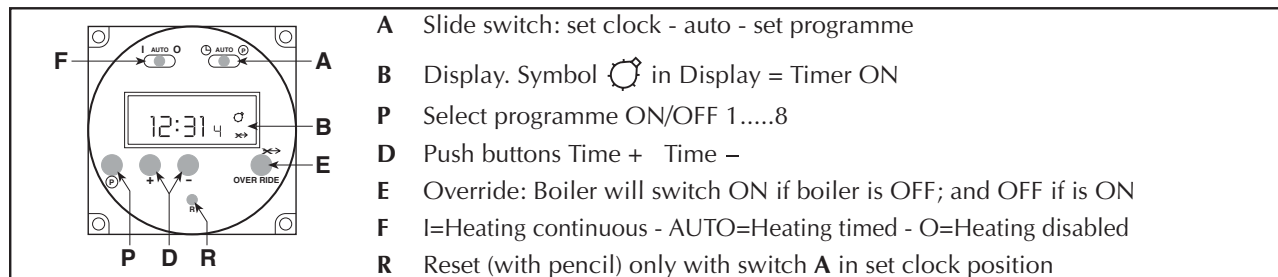 I AUTO O
AUTO P
F
A
12:31 4
B
E
P
+
-
OVER RIDE
R
P D R
A Slide switch: set clock - auto - set programme
B Display. Symbol in Display = Timer ON
P Select programme ON/OFF 1.....8
D Push buttons Time + Time –
E Override: Boiler will switch ON if boiler is OFF; and OFF if is ON
F I=Heating continuous - AUTO=Heating timed - O=Heating disabled
R Reset (with pencil) only with switch A in set clock position